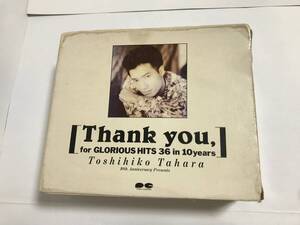 [Thank you,]
for GLORIOUS HITS 36 in 10years
Toshihiko Tahara
10th Anniversary Presents